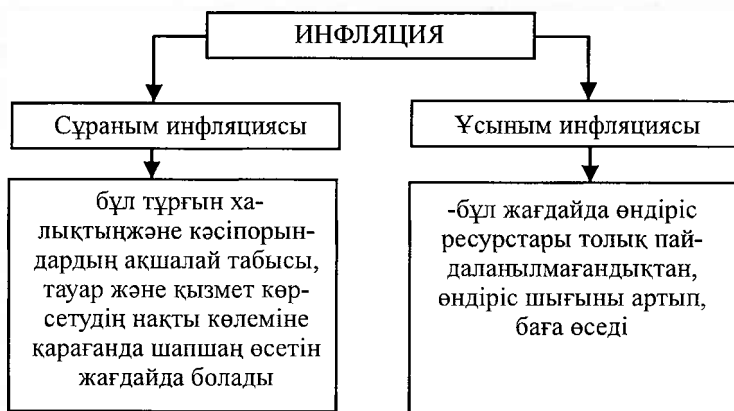 ИНФЛЯЦИЯ
Сұраным инфляциясы
Ұсыным инфляциясы
бұл тұрғын ха-
лықтыңжәне кәсіпорын-
дардың ақшалай табысы,
тауар және қызмет көр-
сетудің нақты көлеміне
қарағанда шапшаң өсетін
жағдайда болады
-бұл жағдайда өндіріс
ресурстары толық пай-
даланылмағандықтан,
өндіріс шығыны артып,
баға өседі